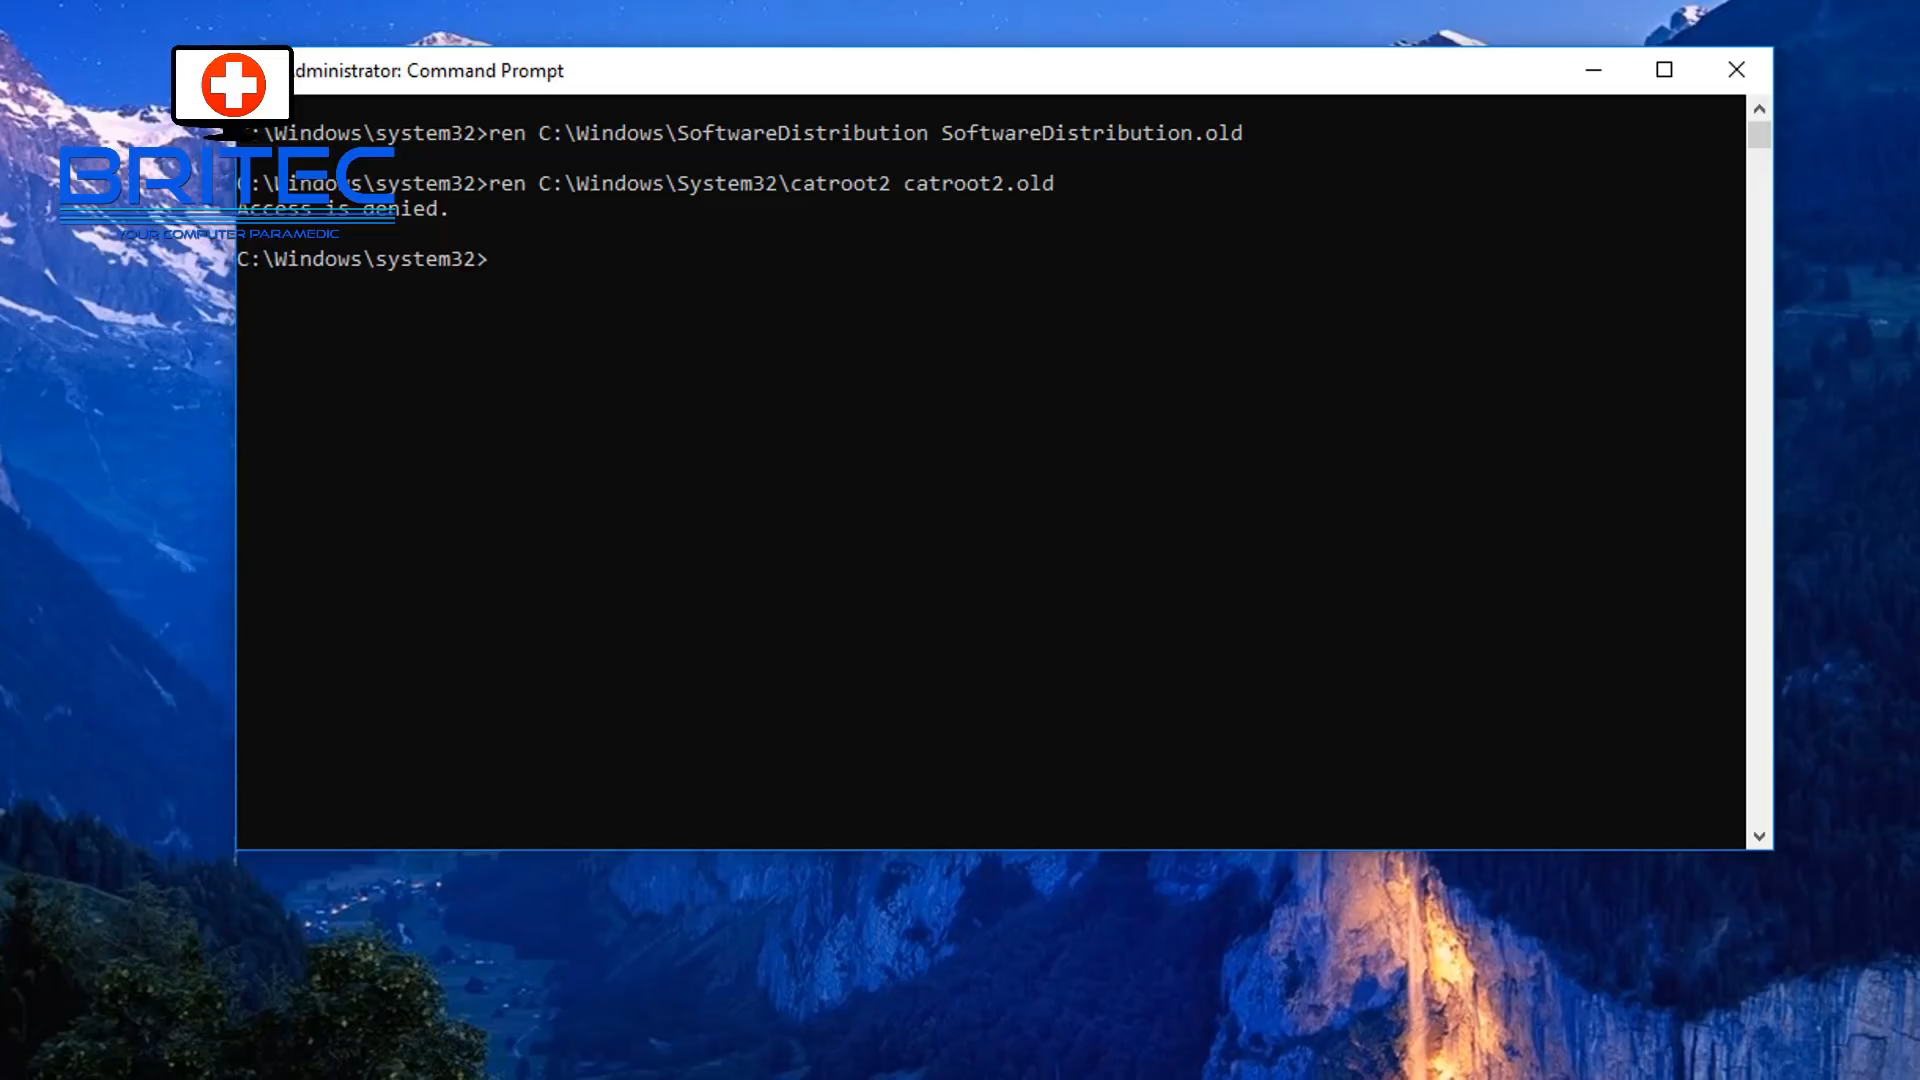 dministrator: Command Prompt
:\Windows\system32>ren C:\Windows\SoftwareDistribution SoftwareDistribution.old
BRITEC
C:\Windows\system32>ren C:\Windows\System32\catroot2 catroot2.old
Access is denied.
YOUR COMPUTER PARAMEDIC
C:\Windows\system32>